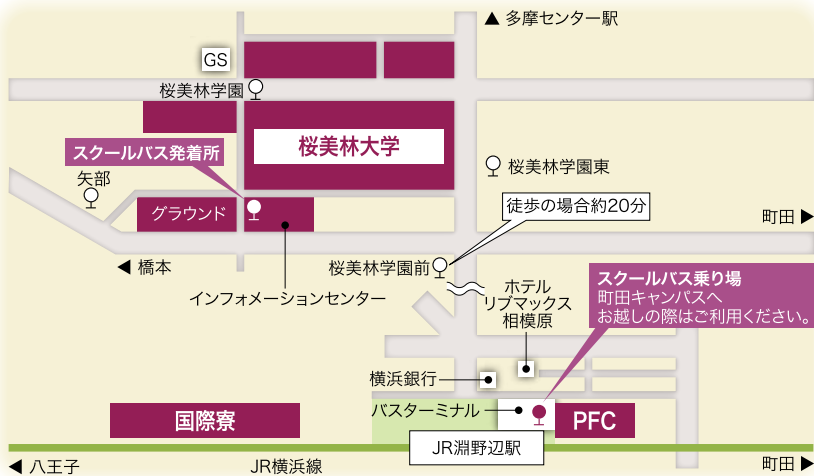 ▲ 多摩センター駅
GS
桜美林学園
桜美林大学
スクールバス発着所
桜美林学園東
矢部
徒歩の場合約20分
グラウンド
町田 ▶
◀ 橋本
桜美林学園前
インフォメーションセンター
ホテル
リブマックス
相模原
スクールバス乗り場
町田キャンパスへ
お越しの際はご利用ください。
横浜銀行
バスターミナル
国際寮
PFC
JR淵野辺駅
◀ 八王子
JR横浜線
町田 ▶